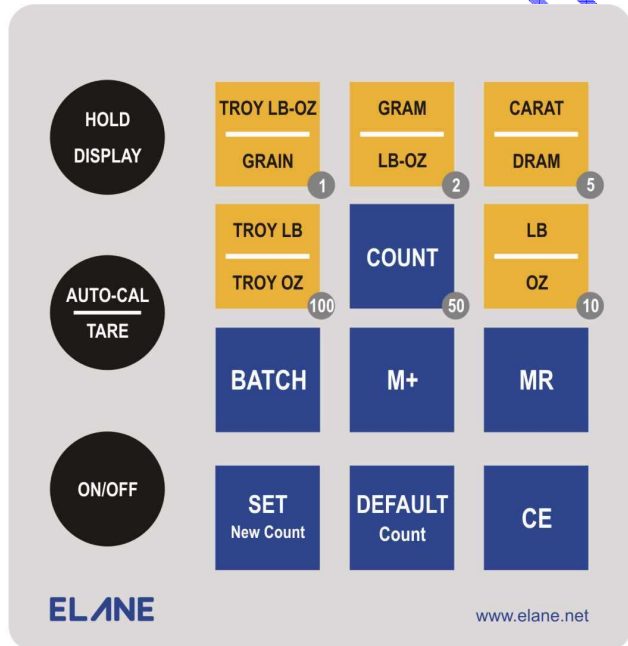 HOLD
DISPLAY
TROY LB-OZ
GRAIN
1
GRAM
LB-OZ
2
CARAT
DRAM
5
AUTO-CAL
TARE
TROY LB
TROY OZ
100
COUNT
50
LB
OZ
10
BATCH
M+
MR
ON/OFF
SET
New Count
DEFAULT
Count
CE
ELANE
www.elane.net